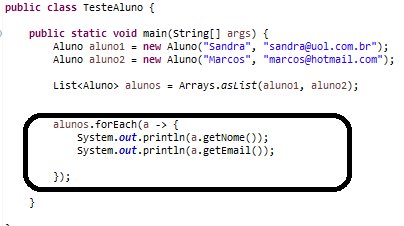 public class TesteAluno {
public static void main(String[] args) {
Aluno aluno1 = new Aluno("Sandra", "sandra@uol.com.br");
Aluno aluno2 = new Aluno("Marcos", "marcos@hotmail.com");
List<Aluno> alunos = Arrays.asList(aluno1, aluno2);
alunos.forEach(a -> {
System.out.println(a.getNome());
System.out.println(a.getEmail());
});
}